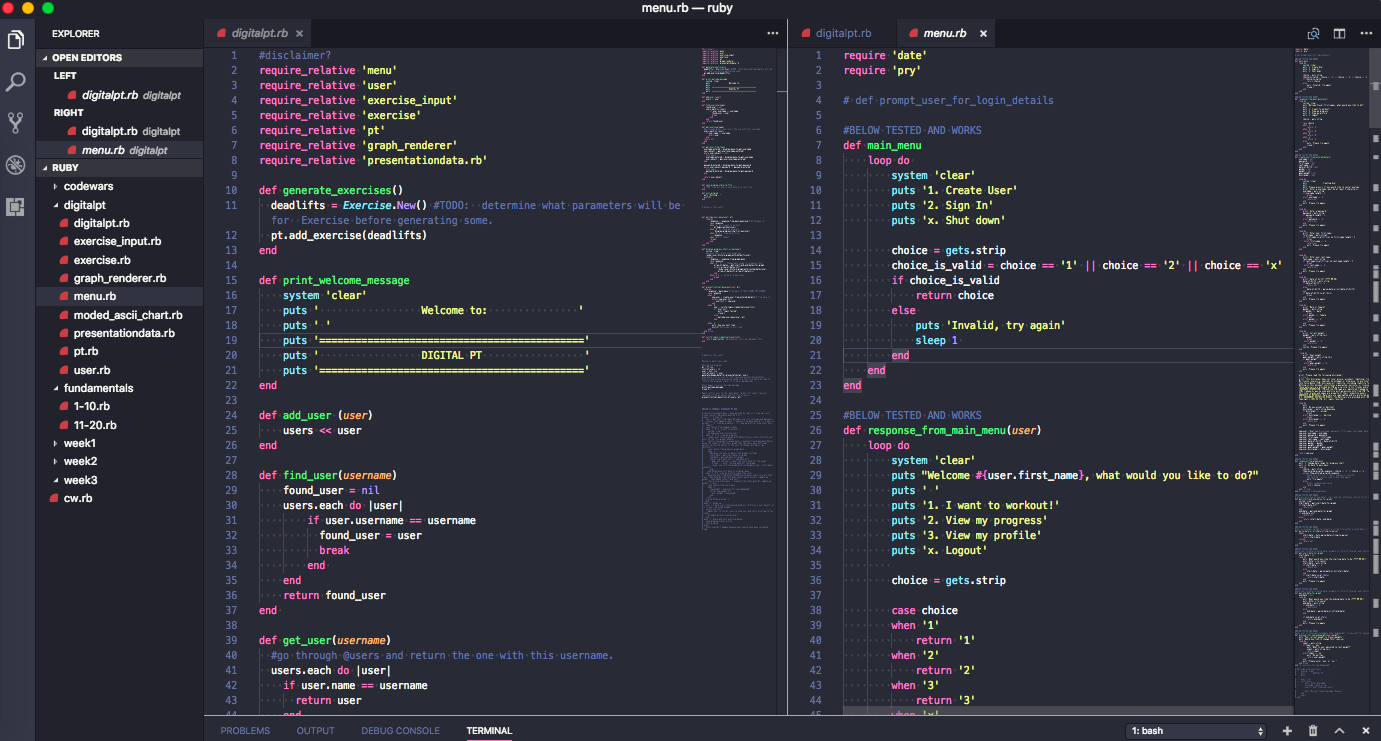 menu.rb — ruby
EXPLORER
OPEN EDITORS
LEFT
digitalpt.rb digitalpt
RIGHT
digitalpt.rb digitalpt
menu.rb digitalpt
RUBY
codewars
digitalpt
digitalpt.rb
exercise_input.rb
exercise.rb
graph_renderer.rb
menu.rb
moded_ascii_chart.rb
presentationdata.rb
pt.rb
user.rb
fundamentals
1-10.rb
11-20.rb
week1
week2
week3
cw.rb
digitalpt.rb
1 #disclaimer?
2 require_relative 'menu'
3 require_relative 'user'
4 require_relative 'exercise_input'
5 require_relative 'exercise'
6 require_relative 'pt'
7 require_relative 'graph_renderer'
8 require_relative 'presentationdata.rb'
9
10 def generate_exercises()
11 deadlifts = Exercise.New() #TODO: determine what parameters will be
for Exercise before generating some.
12 pt.add_exercise(deadlifts)
13 end
14
15 def print_welcome_message
16 system 'clear'
17 puts ' Welcome to: '
18 puts ' '
19 puts '============================================'
20 puts ' DIGITAL PT '
21 puts '============================================'
22 end
23
24 def add_user (user)
25 users << user
26 end
27
28 def find_user(username)
29 found_user = nil
30 users.each do |user|
31 if user.username == username
32 found_user = user
33 break
34 end
35 end
36 return found_user
37 end
38
39 def get_user(username)
40 #go through @users and return the one with this username.
41 users.each do |user|
42 if user.name == username
43 return user
44 end
digitalpt.rb
menu.rb
1 require 'date'
2 require 'pry'
3
4 # def prompt_user_for_login_details
5
6 #BELOW TESTED AND WORKS
7 def main_menu
8 loop do
9 system 'clear'
10 puts '1. Create User'
11 puts '2. Sign In'
12 puts 'x. Shut down'
13
14 choice = gets.strip
15 choice_is_valid = choice == '1' || choice == '2' || choice == 'x'
16 if choice_is_valid
17 return choice
18 else
19 puts 'Invalid, try again'
20 sleep 1
21 end
22 end
23 end
24
25 #BELOW TESTED AND WORKS
26 def response_from_main_menu(user)
27 loop do
28 system 'clear'
29 puts "Welcome #{user.first_name}, what would you like to do?"
30 puts ' '
31 puts '1. I want to workout!'
32 puts '2. View my progress'
33 puts '3. View my profile'
34 puts 'x. Logout'
35
36 choice = gets.strip
37
38 case choice
39 when '1'
40 return '1'
41 when '2'
42 return '2'
43 when '3'
44 return '3'
45 when 'x'
PROBLEMS
OUTPUT
DEBUG CONSOLE
TERMINAL
1: bash